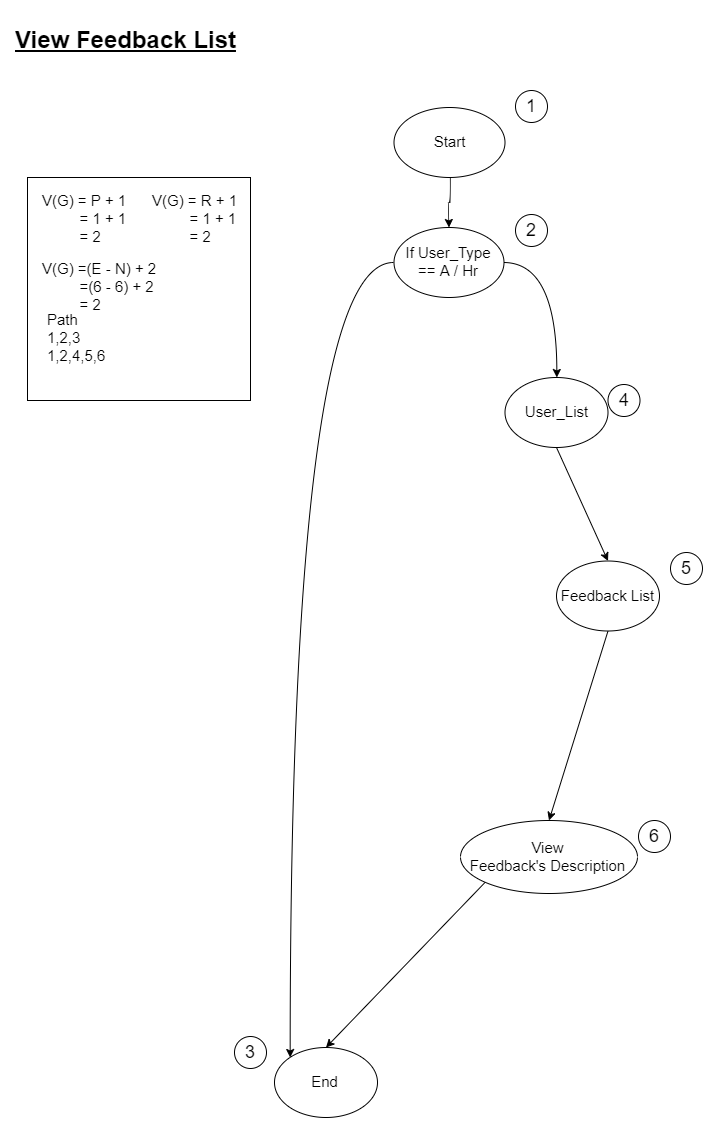 View Feedback List
1
Start
V(G) = P + 1
= 1 + 1
= 2
V(G) = R + 1
= 1 + 1
= 2
V(G) =(E - N) + 2
=(6 - 6) + 2
= 2
Path
1,2,3
1,2,4,5,6
2
If User_Type
== A / Hr
4
User_List
5
Feedback List
6
View
Feedback's Description
3
End